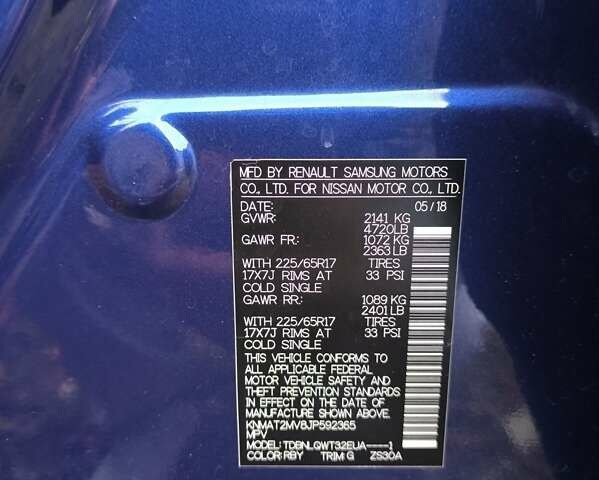 MFD BY RENAULT SAMSUNG MOTORS
CO., LTD. FOR NISSAN MOTOR CO., LTD.
DATE: 05/18
GVWR: 2141 KG
4720LB
GAWR FR: 1072 KG
2363 LB
WITH 225/65R17 TIRES
17X7J RIMS AT 33 PSI
COLD SINGLE
GAWR RR: 1089 KG
2401 LB
WITH 225/65R17 TIRES
17X7J RIMS AT 33 PSI
COLD SINGLE
THIS VEHICLE CONFORMS TO
ALL APPLICABLE FEDERAL
MOTOR VEHICLE SAFETY AND
THEFT PREVENTION STANDARDS
IN EFFECT ON THE DATE OF
MANUFACTURE SHOWN ABOVE.
KNMAT2MV8JP592365
MPV
MODEL: TDBNLQWT32EUA----1
COLOR: RBY TRIM: G ZS30A